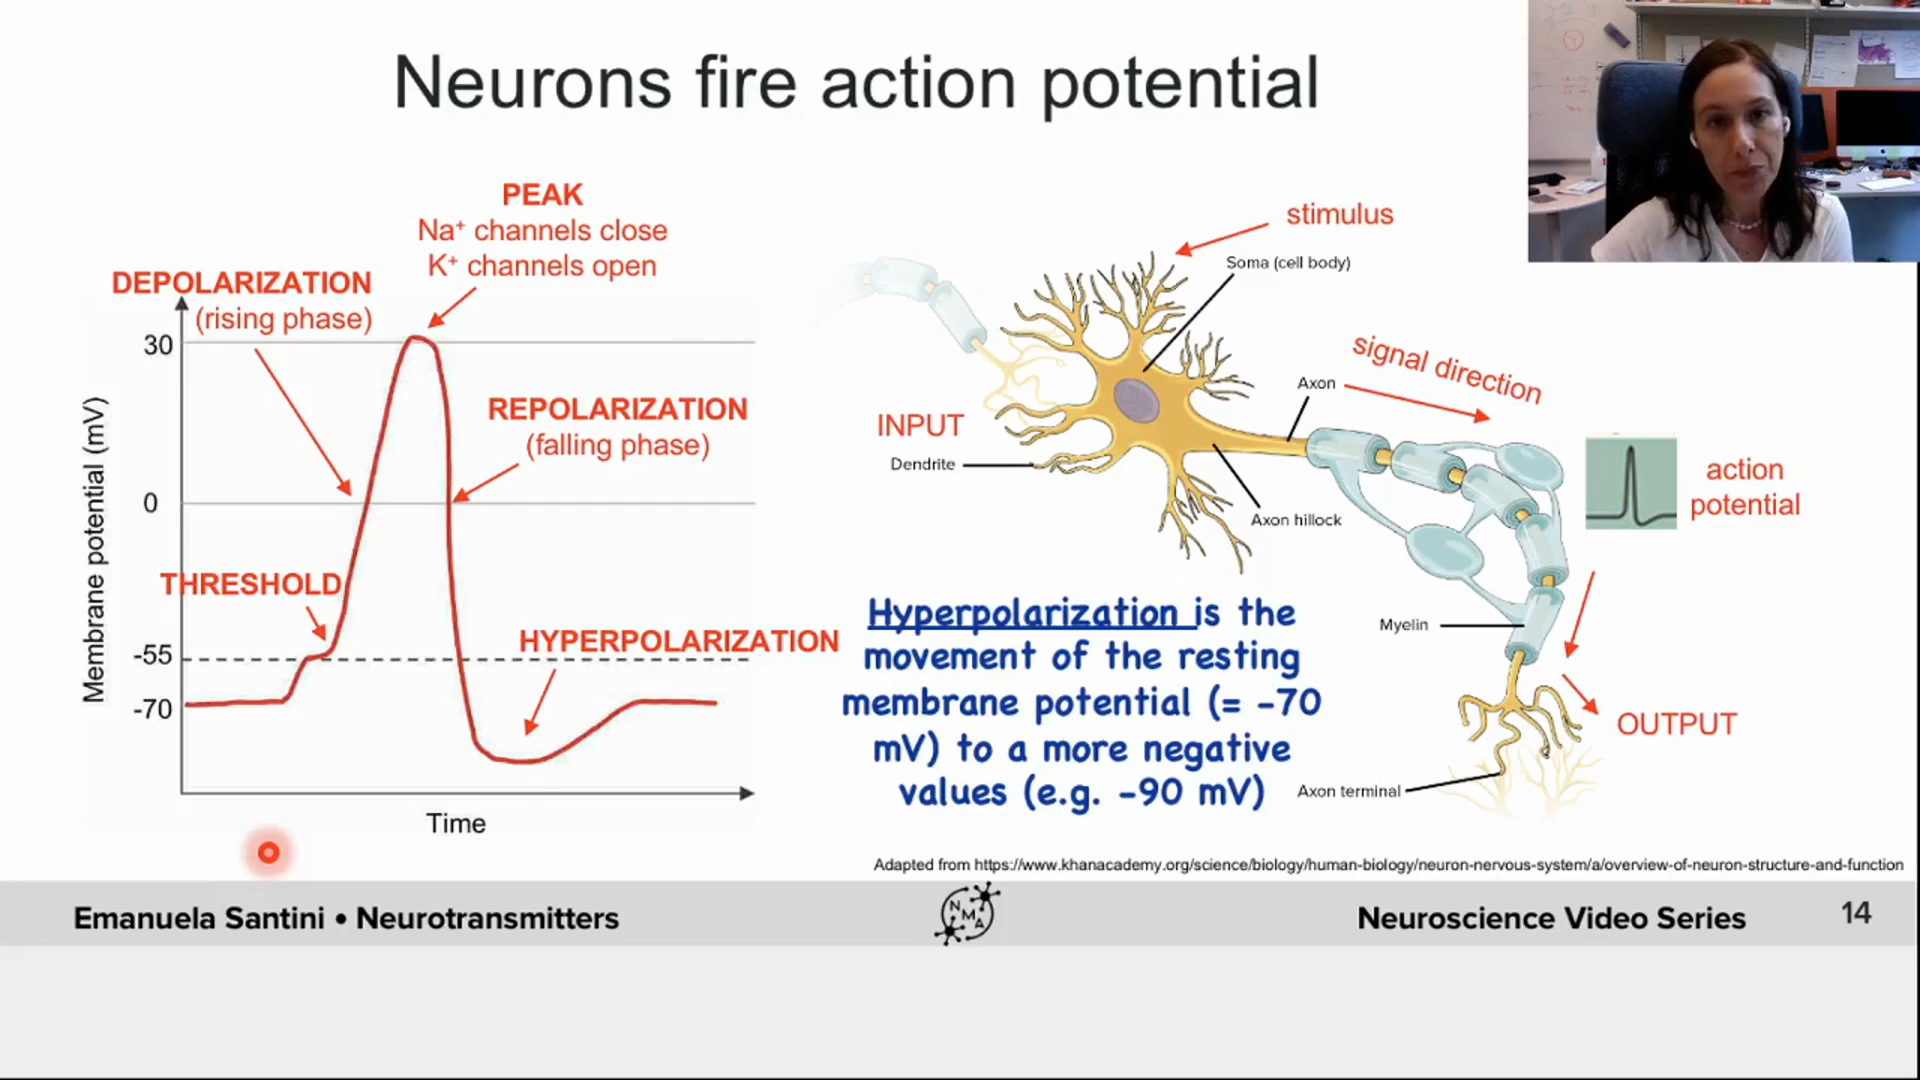 Neurons fire action potential
PEAK
Na⁺ channels close
K⁺ channels open
DEPOLARIZATION
(rising phase)
30
REPOLARIZATION
(falling phase)
0
THRESHOLD
HYPERPOLARIZATION
-55
-70
Membrane potential (mV)
Time
stimulus
Soma (cell body)
signal direction
Axon
INPUT
Dendrite
action
potential
Axon hillock
Myelin
OUTPUT
Axon terminal
Hyperpolarization is the
movement of the resting
membrane potential (= -70
mV) to a more negative
values (e.g. -90 mV)
Adapted from https://www.khanacademy.org/science/biology/human-biology/neuron-nervous-system/a/overview-of-neuron-structure-and-function
Emanuela Santini • Neurotransmitters
N
M
A
Neuroscience Video Series
14